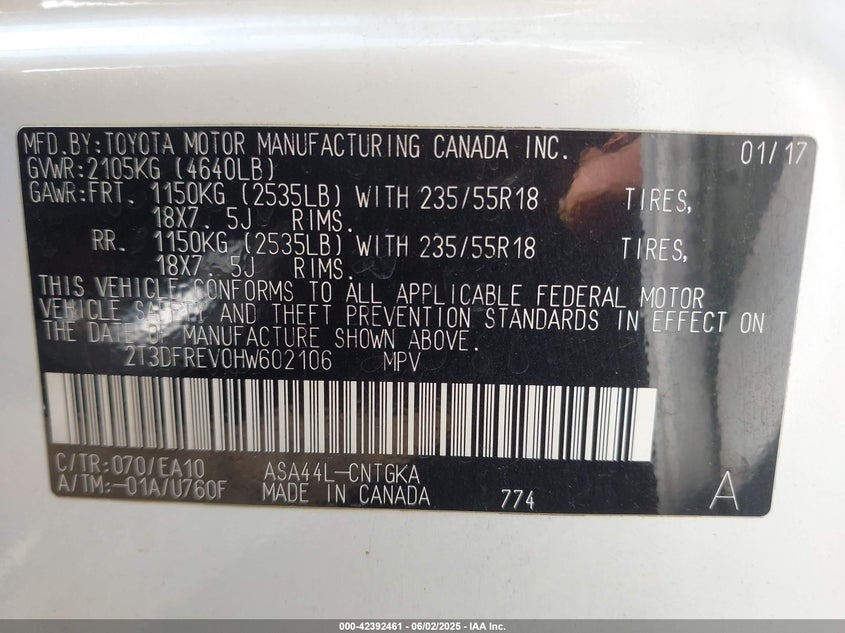 MFD.BY:TOYOTA MOTOR MANUFACTURING CANADA INC. 01/17
GVWR:2105KG (4640LB)
GAWR:FRT. 1150KG (2535LB) WITH 235/55R18 TIRES,
18X7. 5J RIMS.
RR. 1150KG (2535LB) WITH 235/55R18 TIRES,
18X7. 5J RIMS.
THIS VEHICLE CONFORMS TO ALL APPLICABLE FEDERAL MOTOR
VEHICLE SAFETY AND THEFT PREVENTION STANDARDS IN EFFECT ON
THE DATE OF MANUFACTURE SHOWN ABOVE.
2T3DFREV0HW602106 MPV
C/TR:070/EA10 ASA44L-CNTGKA
A/TM:-01A/U760F MADE IN CANADA 774 A
000-42392461 - 06/02/2025 - IAA Inc.